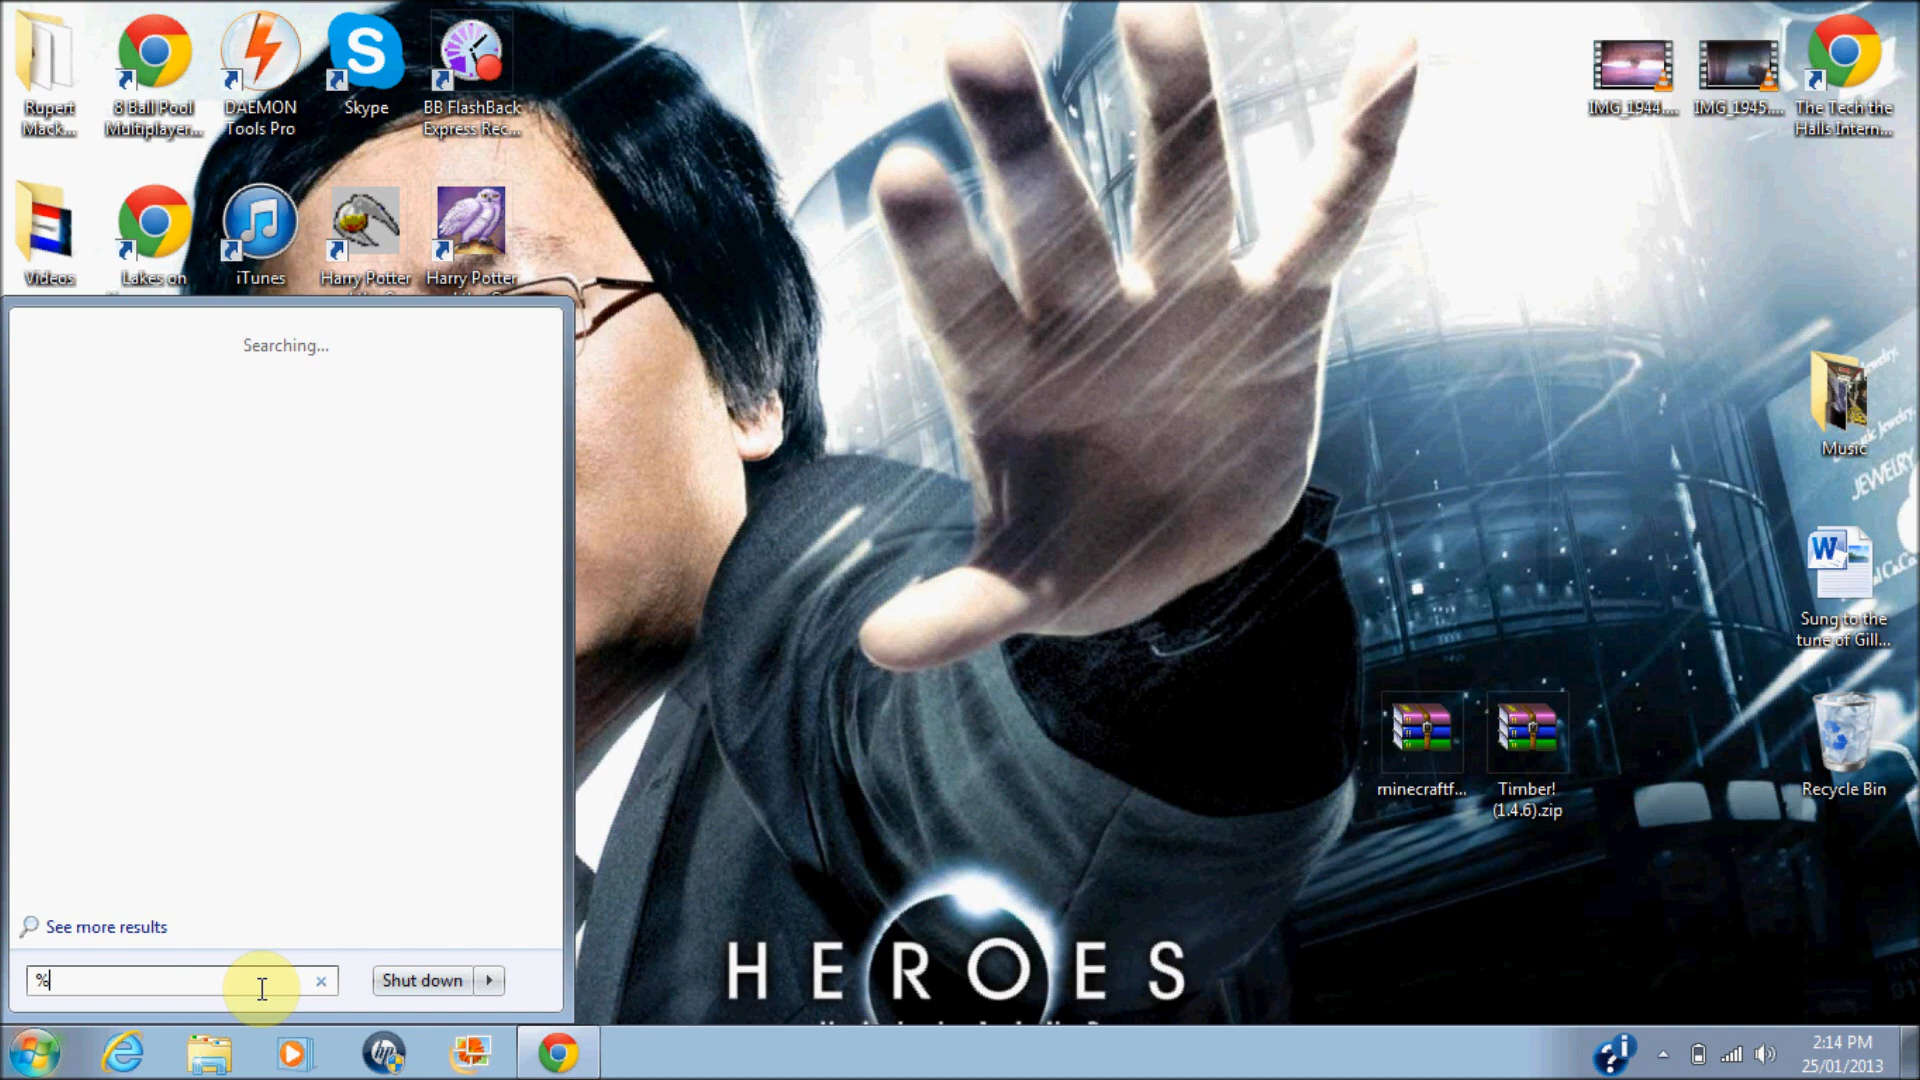 Rupert
Mack...
8 Ball Pool
Multiplayer...
DAEMON
Tools Pro
Skype
BB FlashBack
Express Rec...
IMG_1944....
IMG_1945....
The Tech the
Halls Intern...
Videos
Lakes on
iTunes
Harry Potter
Harry Potter
Searching...
Music
JEWELRY
Sung to the
tune of Gill...
minecraftf...
Timber!
(1.4.6).zip
Recycle Bin
See more results
%
Shut down
HEROES
2:14 PM
25/01/2013